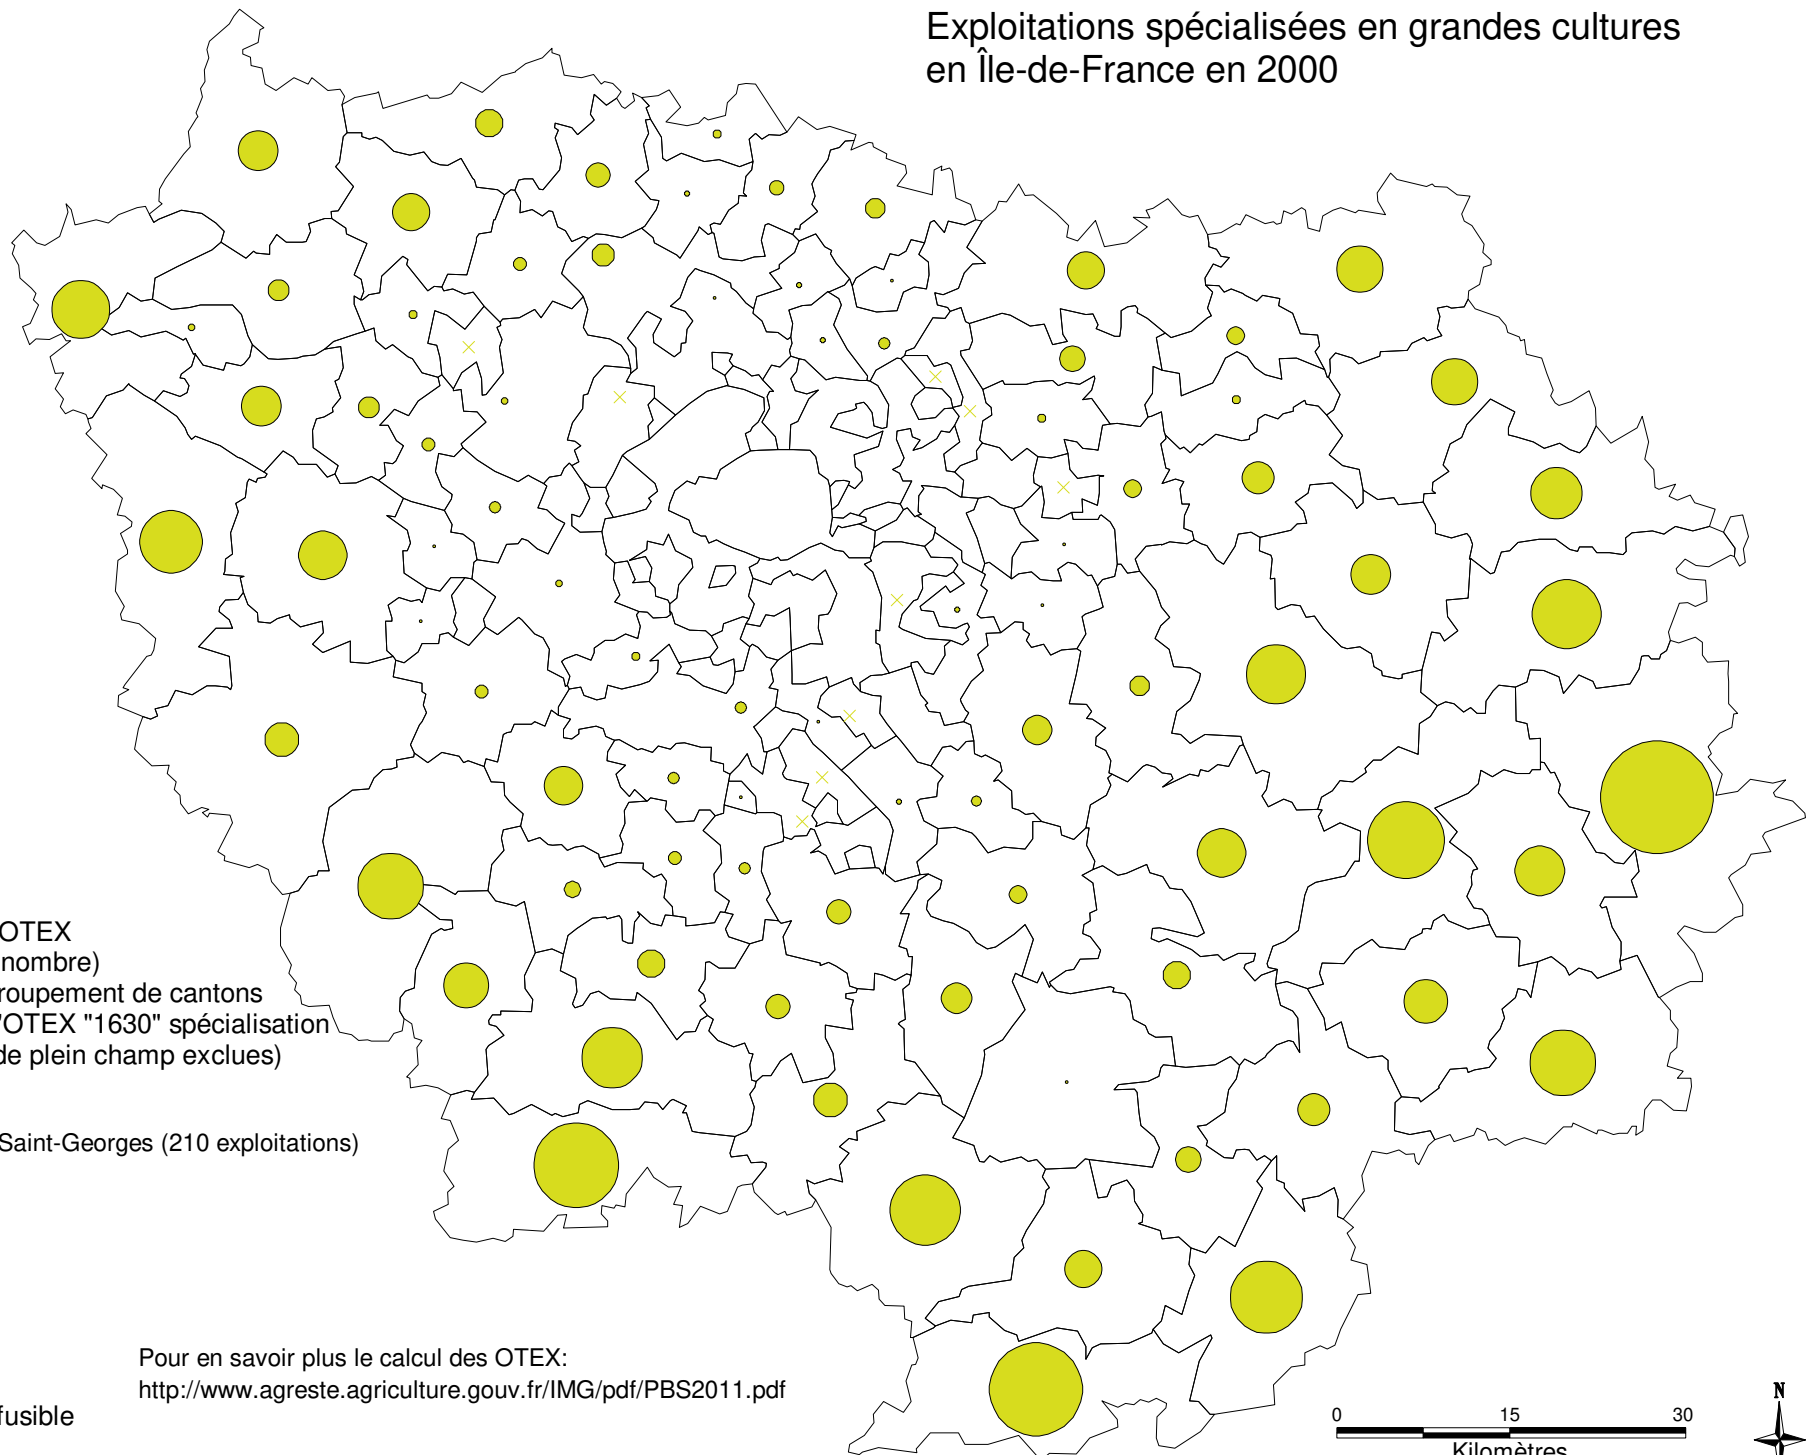 Exploitations spécialisées en grandes cultures
en Île-de-France en 2000
OTEX
nombre)
roupement de cantons
'OTEX "1630" spécialisation
de plein champ exclues)
Saint-Georges (210 exploitations)
Pour en savoir plus le calcul des OTEX:
http://www.agreste.agriculture.gouv.fr/IMG/pdf/PBS2011.pdf
fusible
0 15 30
Kilomètres
N